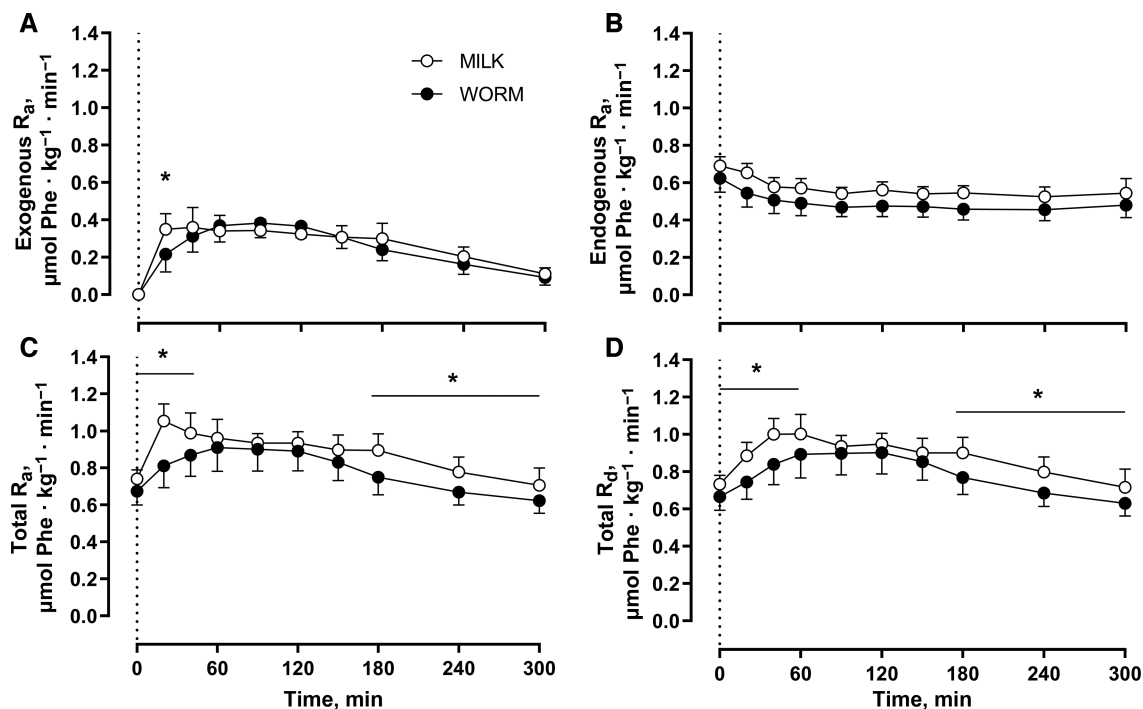 A
Exogenous Ra,
µmol Phe · kg⁻¹ · min⁻¹
1.4
1.2
1.0
0.8
0.6
0.4
0.2
0.0
*
MILK
WORM
B
Endogenous Ra,
µmol Phe · kg⁻¹ · min⁻¹
1.4
1.2
1.0
0.8
0.6
0.4
0.2
0.0
C
Total Ra,
µmol Phe · kg⁻¹ · min⁻¹
1.4
1.2
1.0
0.8
0.6
0.4
0.2
0.0
*
*
0 60 120 180 240 300
Time, min
D
Total Rd,
µmol Phe · kg⁻¹ · min⁻¹
1.4
1.2
1.0
0.8
0.6
0.4
0.2
0.0
*
*
0 60 120 180 240 300
Time, min